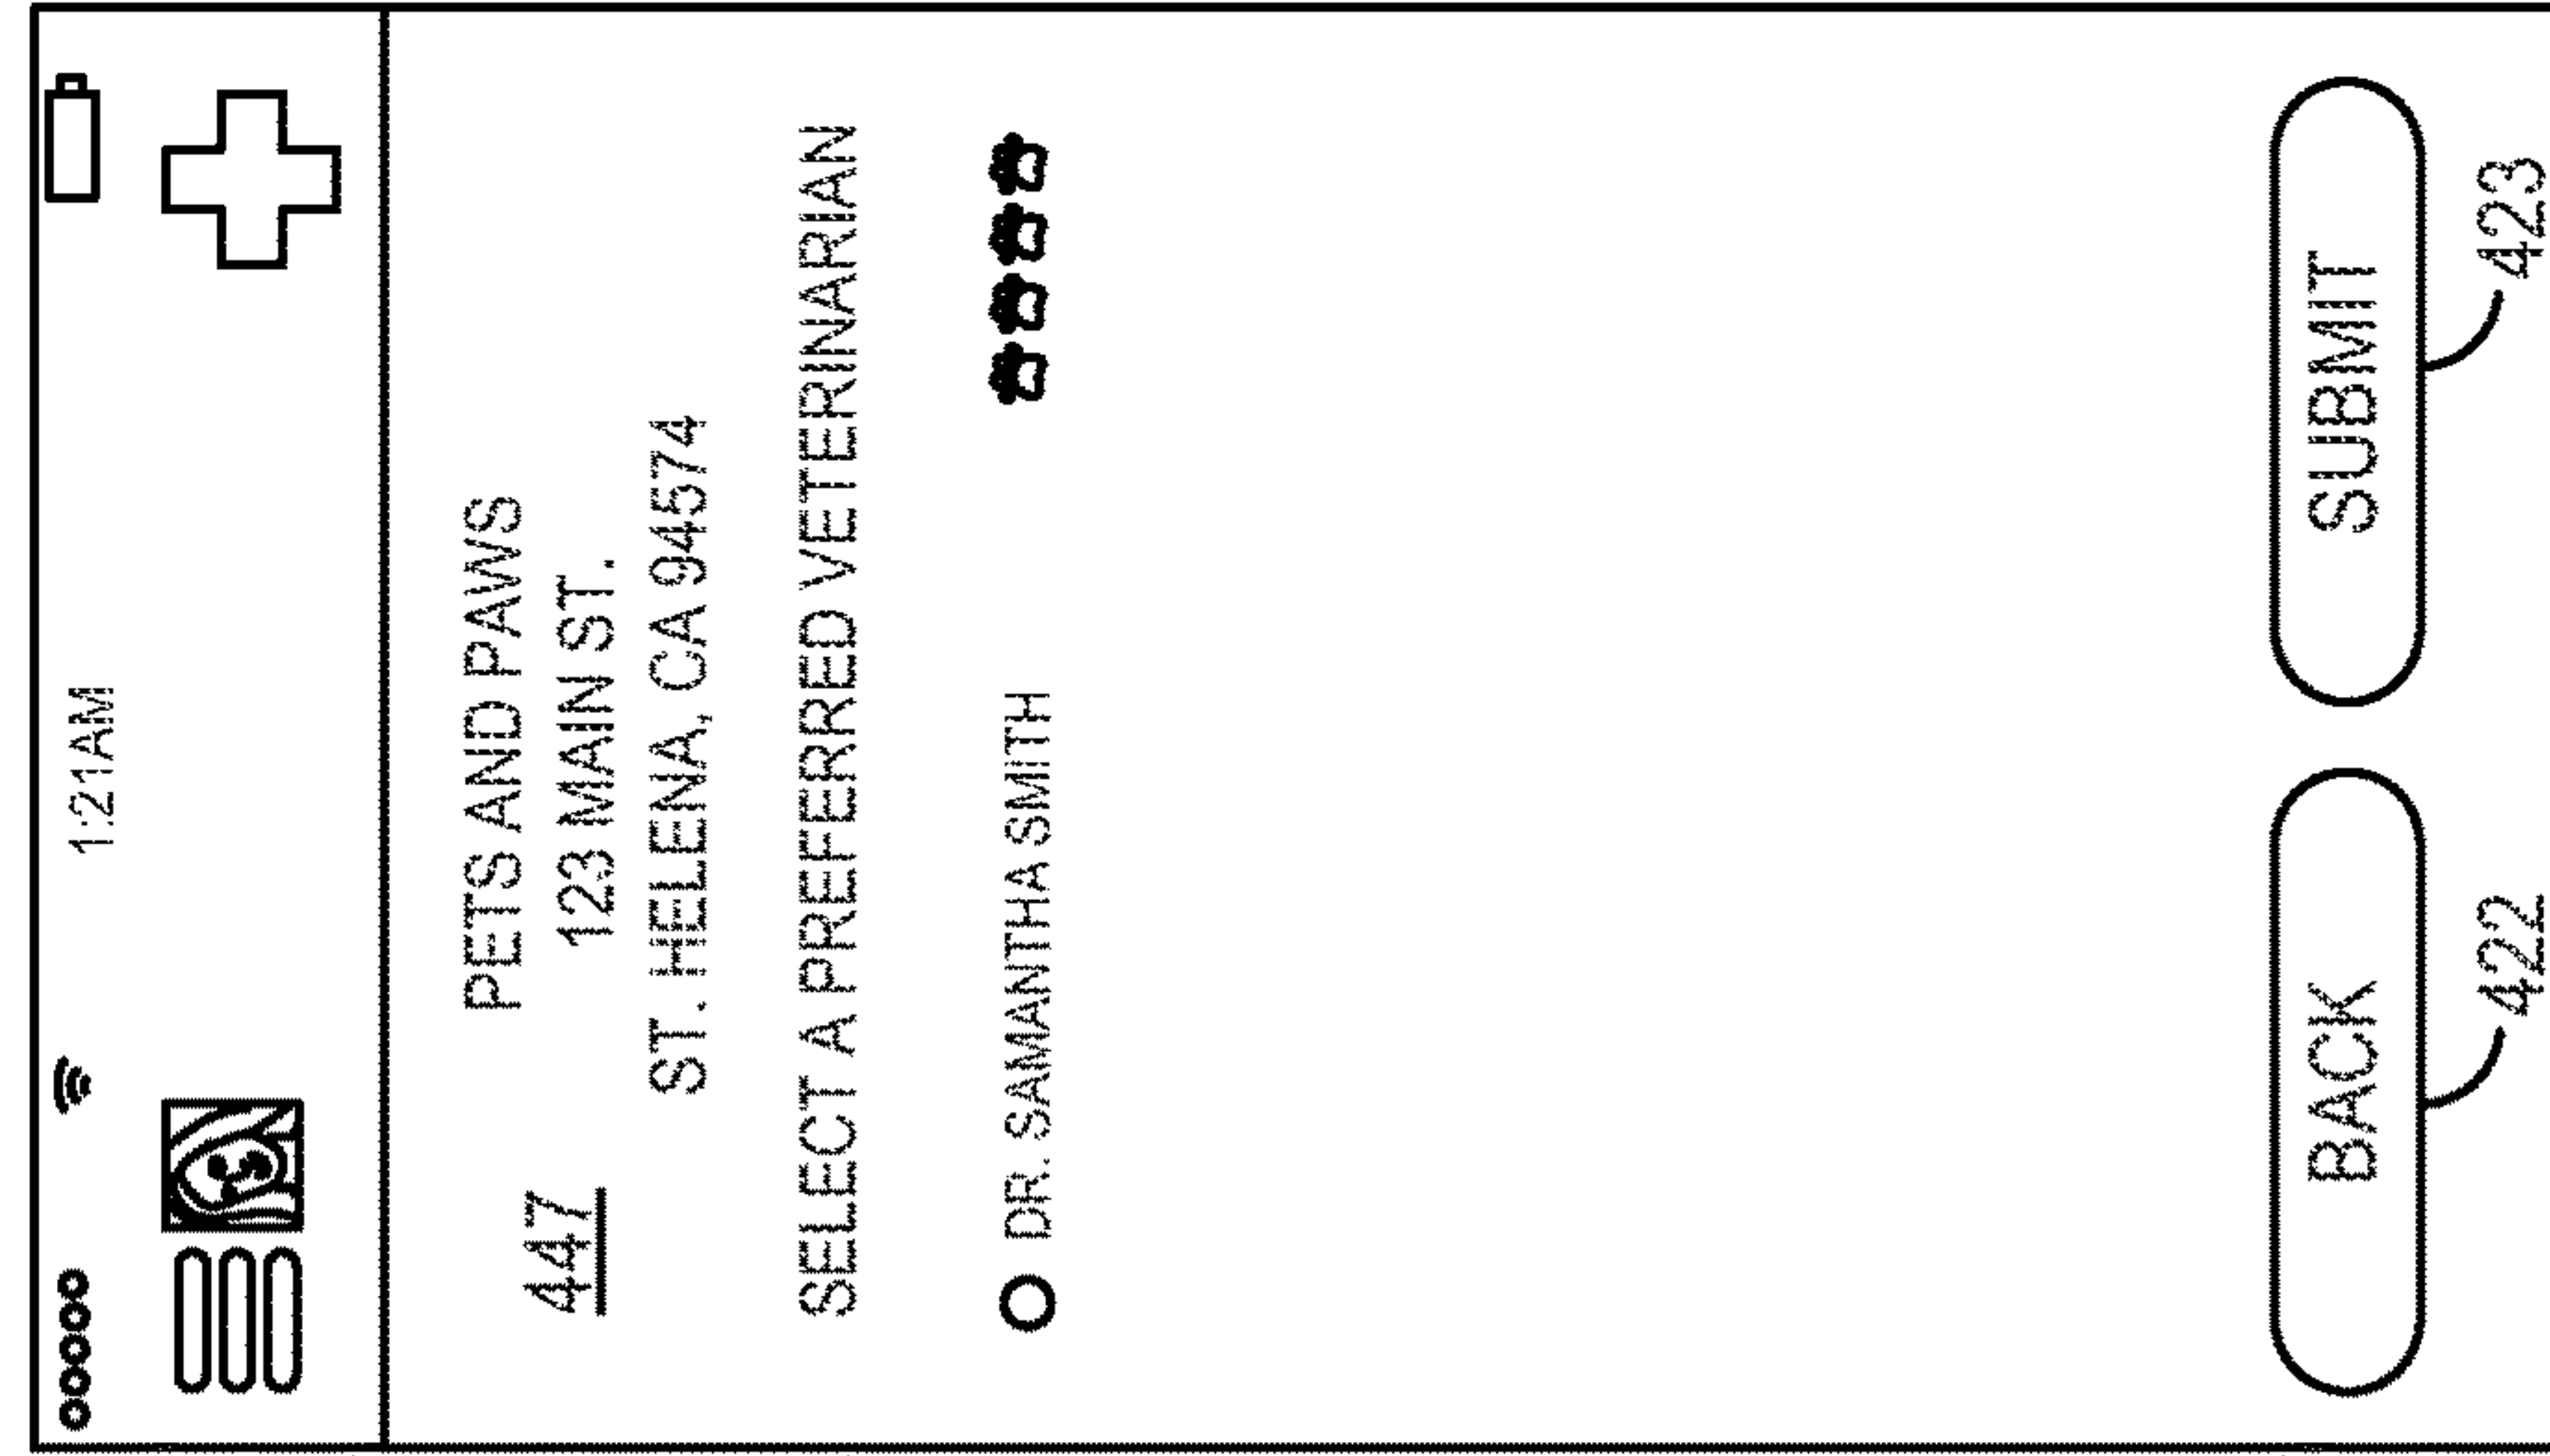 1:21AM
PETS AND PAWS
447
123 MAIN ST.
ST. HELENA, CA 94574
SELECT A PREFERRED VETERINARIAN
DR. SAMANTHA SMITH
BACK
SUBMIT
422
423